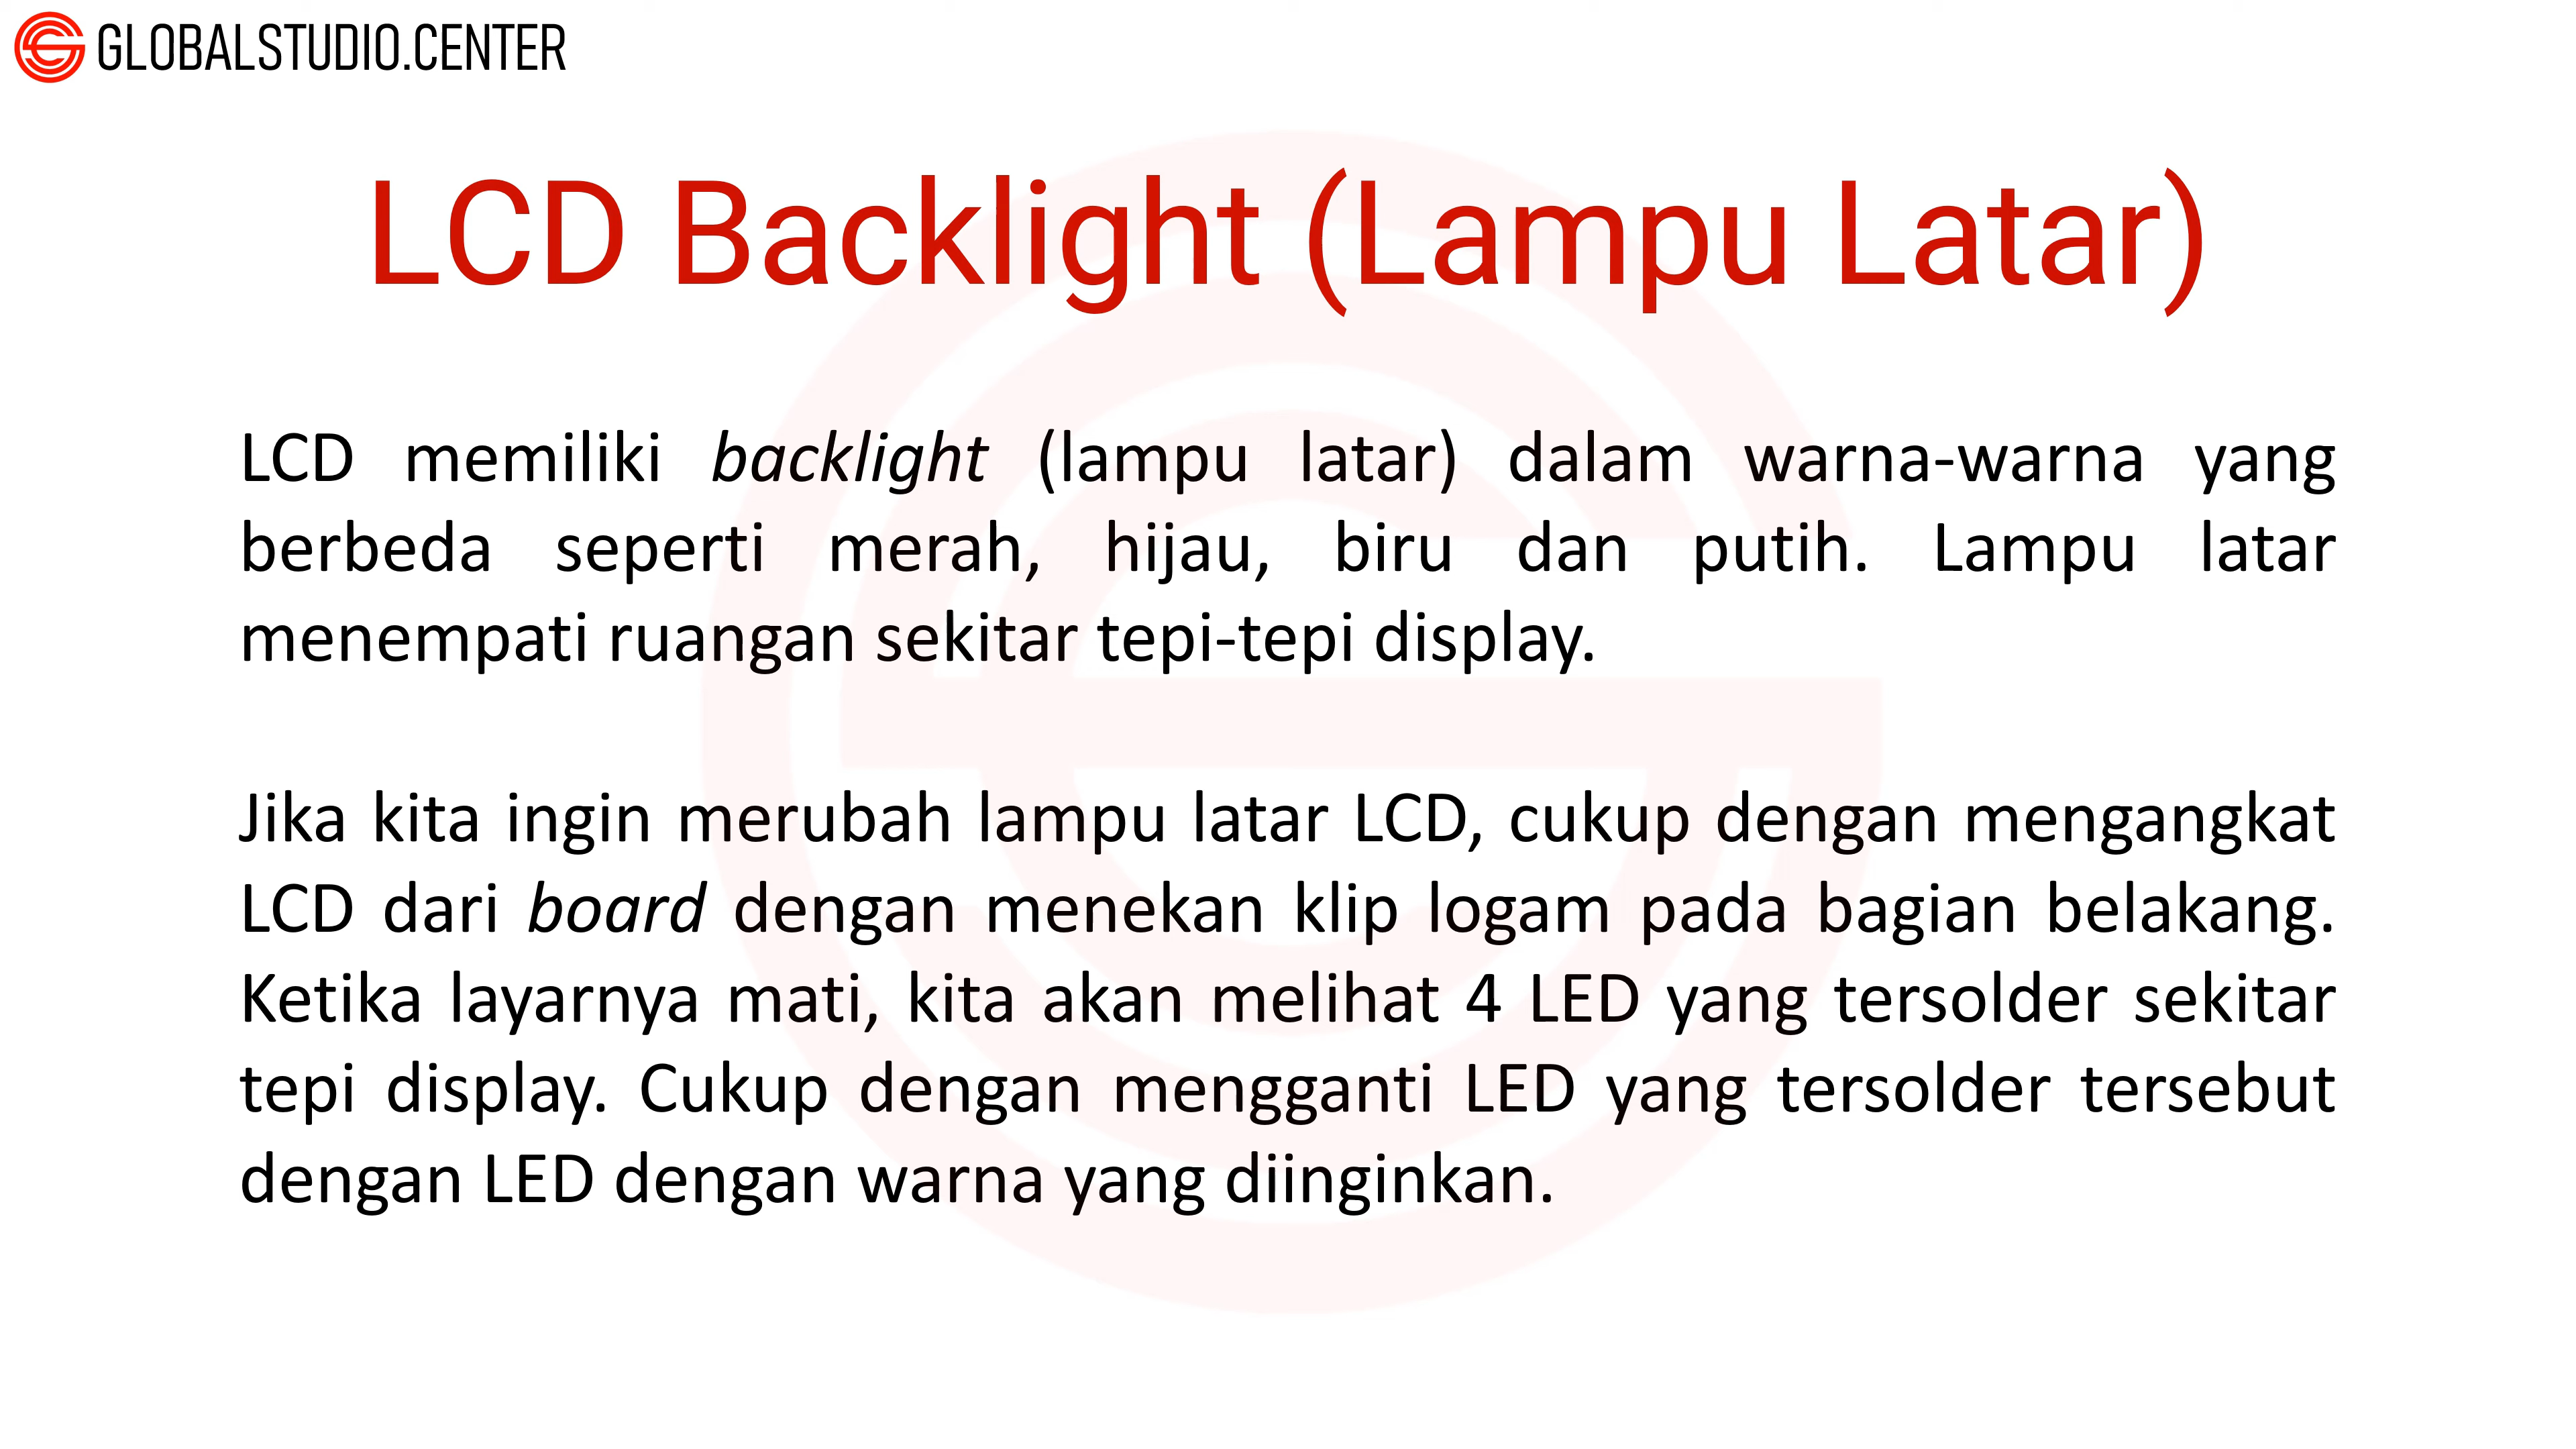 GLOBALSTUDIO.CENTER
LCD Backlight (Lampu Latar)
LCD memiliki backlight (lampu latar) dalam warna-warna yang
berbeda seperti merah, hijau, biru dan putih. Lampu latar
menempati ruangan sekitar tepi-tepi display.
Jika kita ingin merubah lampu latar LCD, cukup dengan mengangkat
LCD dari board dengan menekan klip logam pada bagian belakang.
Ketika layarnya mati, kita akan melihat 4 LED yang tersolder sekitar
tepi display. Cukup dengan mengganti LED yang tersolder tersebut
dengan LED dengan warna yang diinginkan.